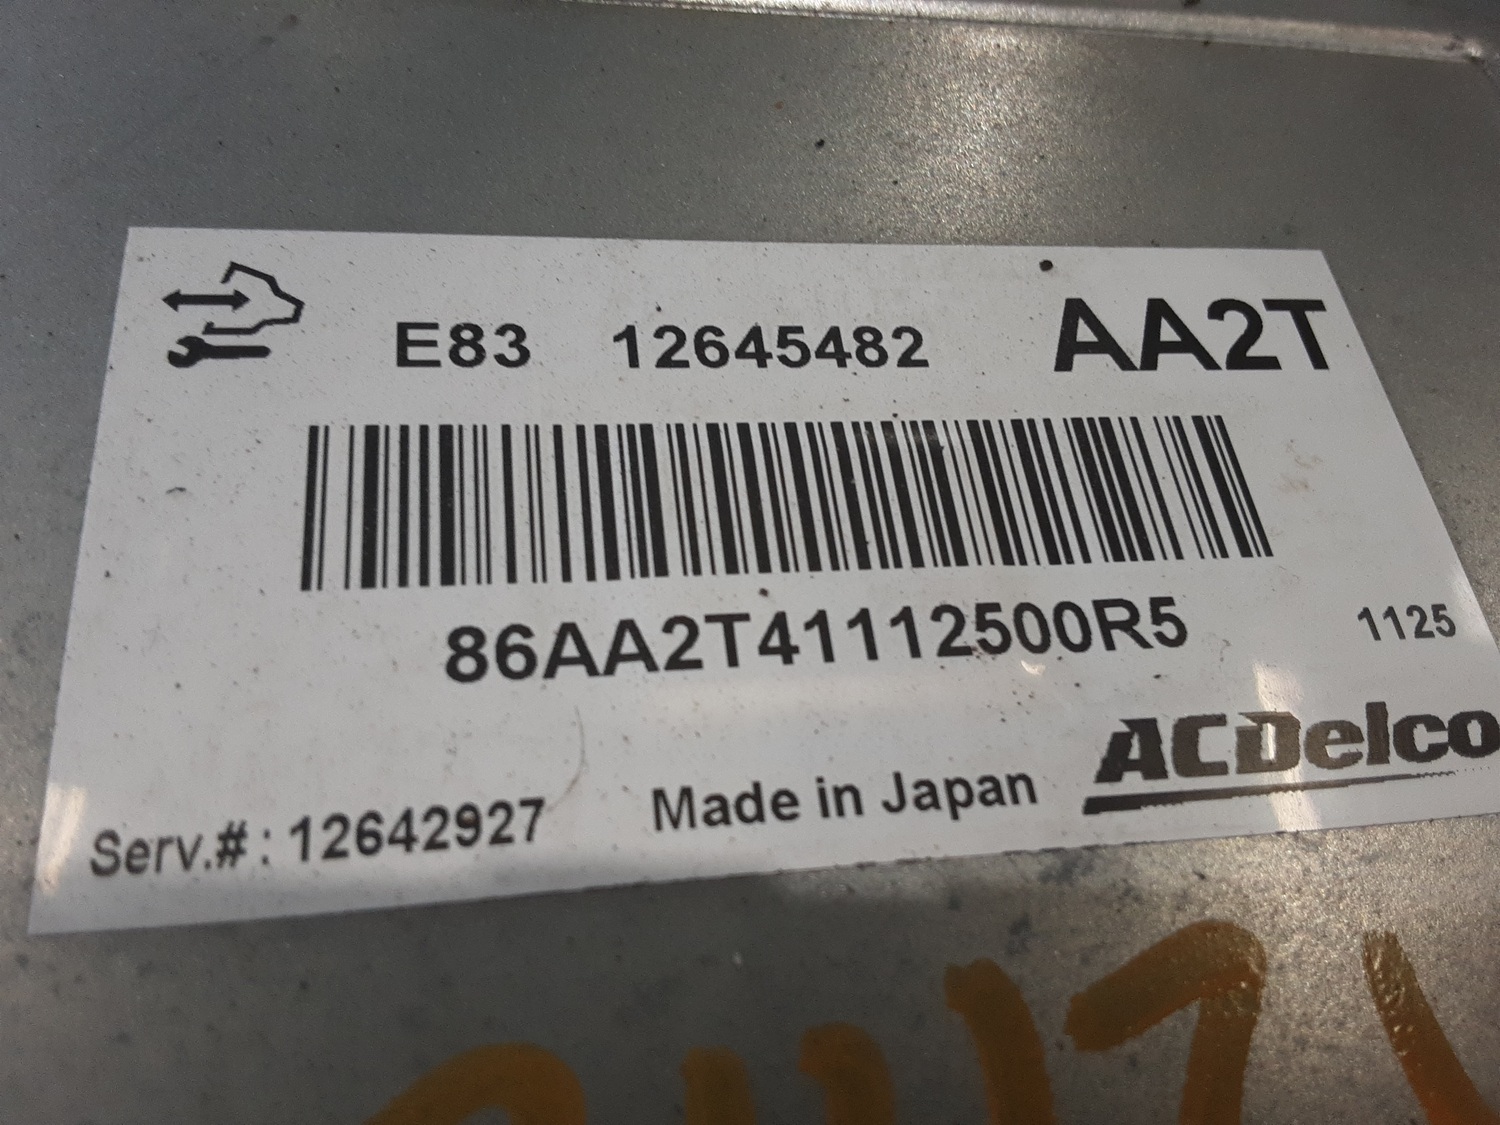 E83 12645482 AA2T
86AA2T41112500R5
1125
ACDelco
Serv.#: 12642927 Made in Japan